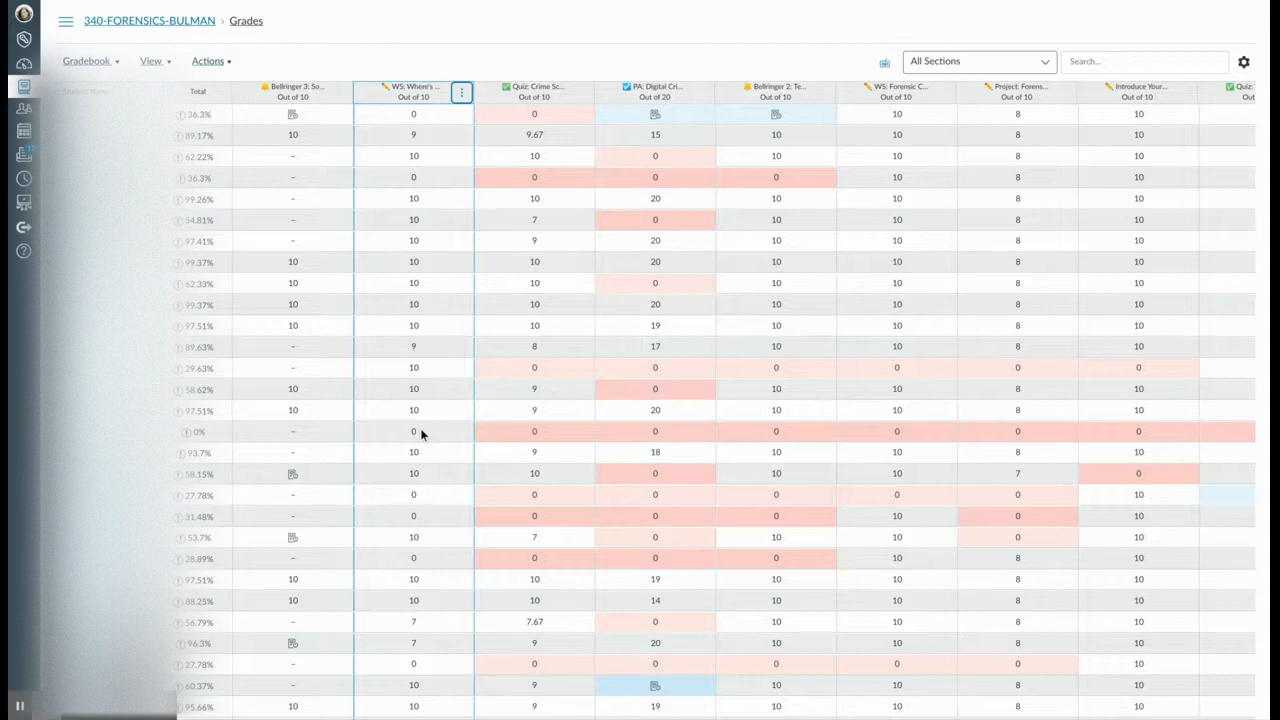 340-FORENSICS-BULMAN › Grades
Gradebook View Actions All Sections Search...
Student Name Total Bellringer 3: So... WS: Where's ... Quiz: Crime Sc... PA: Digital Cri... Bellringer 2: Te... WS: Forensic C... Project: Forens... Introduce Your... Quiz:
Out of 10 Out of 10 Out of 10 Out of 20 Out of 10 Out of 10 Out of 10 Out of 10 Out
36.3% 0 0 10 8 10
89.17% 10 9 9.67 15 10 10 8 10
62.22% – 10 10 0 10 10 8 10
36.3% – 0 0 0 0 10 8 10
99.26% – 10 10 20 10 10 8 10
54.81% – 10 7 0 10 10 8 10
97.41% – 10 9 20 10 10 8 10
99.37% 10 10 10 20 10 10 8 10
62.33% 10 10 10 0 10 10 8 10
99.37% 10 10 10 20 10 10 8 10
97.51% 10 10 10 19 10 10 8 10
89.63% – 9 8 17 10 10 8 10
29.63% – 10 0 0 0 0 0 0
58.62% 10 10 9 0 10 10 8 10
97.51% 10 10 9 20 10 10 8 10
0% – 0 0 0 0 0 0 0
93.7% – 10 9 18 10 10 8 10
58.15% 10 10 0 10 10 7 0
27.78% – 0 0 0 0 0 0 10
31.48% – 0 0 0 0 10 0 10
53.7% 10 7 0 10 10 0 10
28.89% – 0 0 0 0 10 8 10
97.51% 10 10 10 19 10 10 8 10
88.25% 10 10 10 14 10 10 8 10
56.79% – 7 7.67 0 10 10 8 10
96.3% 7 9 20 10 10 8 10
27.78% – 0 0 0 0 0 0 10
60.37% – 10 9 10 10 8 10
95.66% 10 10 9 19 10 10 8 10